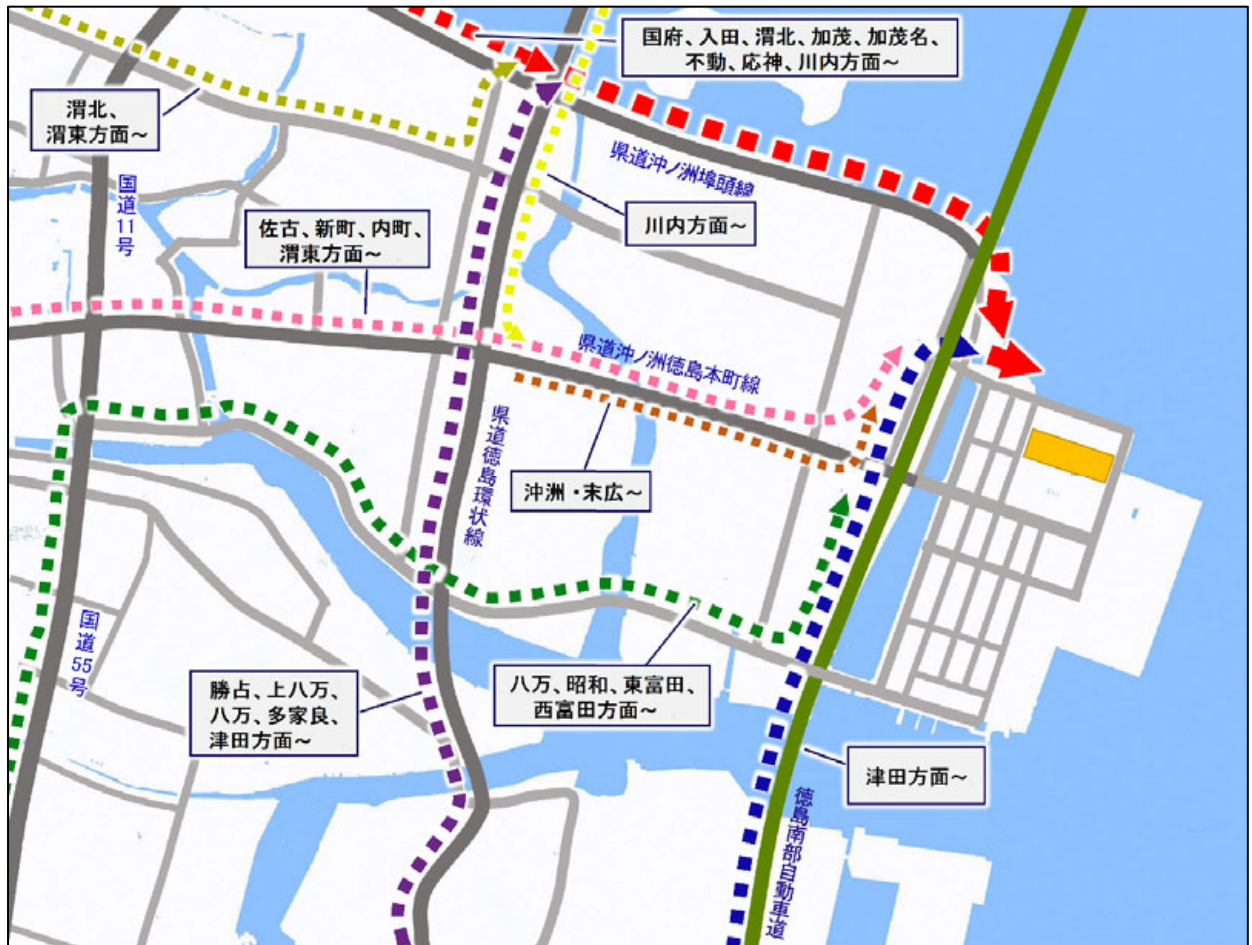 国府、入田、渭北、加茂、加茂名、
不動、応神、川内方面～
渭北、
渭東方面～
国道11号
県道沖ノ洲埠頭線
佐古、新町、内町、
渭東方面～
川内方面～
県道沖ノ洲徳島本町線
県道徳島環状線
沖洲・末広～
国道55号
勝占、上八万、
八万、多家良、
津田方面～
八万、昭和、東富田、
西富田方面～
津田方面～
徳島南部自動車道